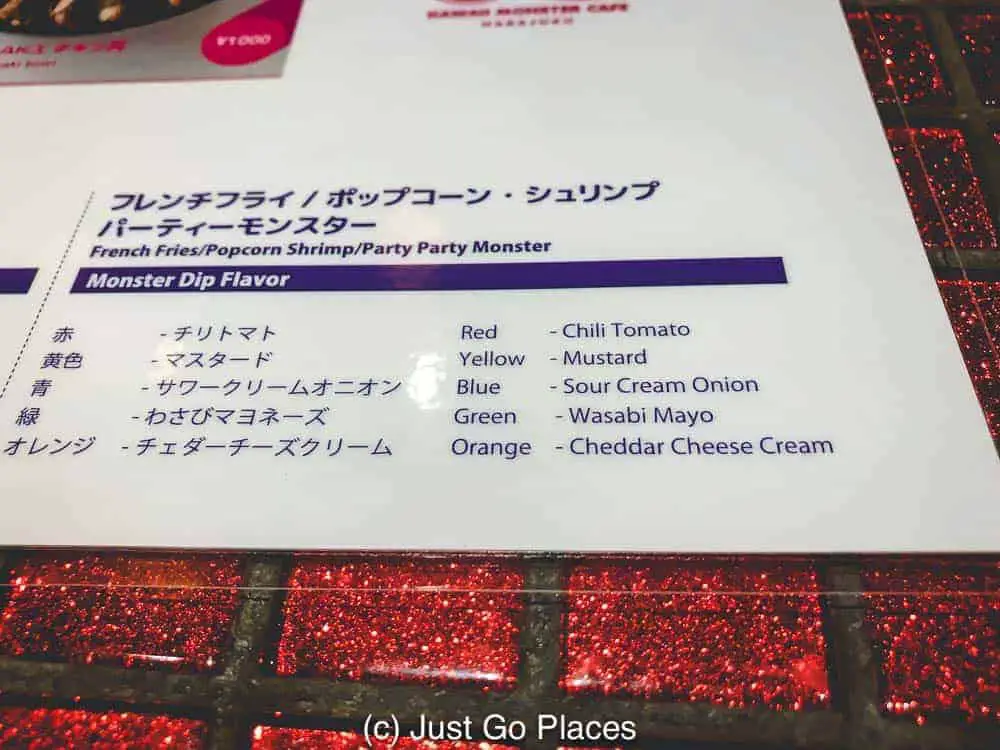 KAWAII MONSTER CAFE
HARAJUKU
¥1000
フレンチフライ / ポップコーン・シュリンプ
パーティーモンスター
French Fries/Popcorn Shrimp/Party Party Monster
Monster Dip Flavor
赤 - チリトマト Red - Chili Tomato
黄色 - マスタード Yellow - Mustard
青 - サワークリームオニオン Blue - Sour Cream Onion
緑 - わさびマヨネーズ Green - Wasabi Mayo
オレンジ - チェダーチーズクリーム Orange - Cheddar Cheese Cream
(c) Just Go Places